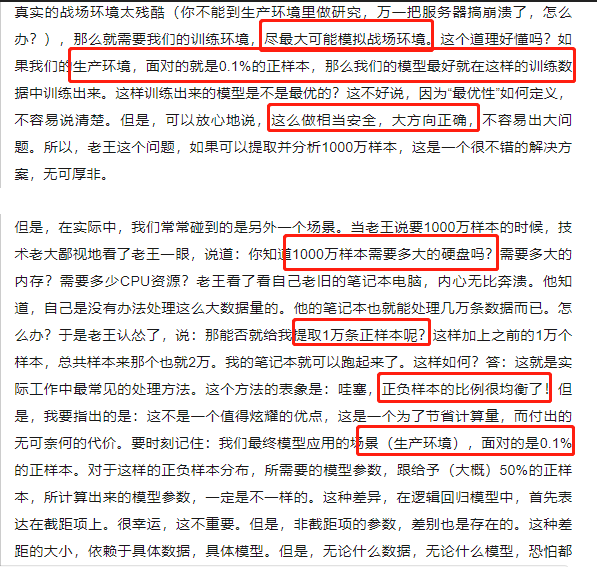 真实的战场环境太残酷（你不能到生产环境里做研究，万一把服务器搞崩溃了，怎么
办？），那么就需要我们的训练环境，尽最大可能模拟战场环境。这个道理好懂吗？如
果我们的生产环境，面对的就是0.1%的正样本，那么我们的模型最好就在这样的训练数
据中训练出来。这样训练出来的模型是不是最优的？这不好说，因为“最优性”如何定义，
不容易说清楚。但是，可以放心地说，这么做相当安全，大方向正确，不容易出大问
题。所以，老王这个问题，如果可以提取并分析1000万样本，这是一个很不错的解决方
案，无可厚非。
但是，在实际中，我们常常碰到的是另外一个场景。当老王说要1000万样本的时候，技
术老大鄙视地看了老王一眼，说道：你知道1000万样本需要多大的硬盘吗？需要多大的
内存？需要多少CPU资源？老王看了看自己老旧的笔记本电脑，内心无比奔溃。他知
道，自己是没有办法处理这么大数据量的。他的笔记本也就能处理几万条数据而已。怎
么办？于是老王认怂了，说：那能否就给我提取1万条正样本呢？这样加上之前的1万个
样本，总共样本来那个也就2万。我的笔记本就可以跑起来了。这样如何？答：这就是实
际工作中最常见的处理方法。这个方法的表象是：哇塞，正负样本的比例很均衡了！但
是，我要指出的是：这不是一个值得炫耀的优点，这是一个为了节省计算量，而付出的
无可奈何的代价。要时刻记住：我们最终模型应用的场景（生产环境），面对的是0.1%
的正样本。对于这样的正负样本分布，所需要的模型参数，跟给予（大概）50%的正样
本，所计算出来的模型参数，一定是不一样的。这种差异，在逻辑回归模型中，首先表
达在截距项上。很幸运，这不重要。但是，非截距项的参数，差别也是存在的。这种差
距的大小，依赖于具体数据，具体模型。但是，无论什么数据，无论什么模型，恐怕都